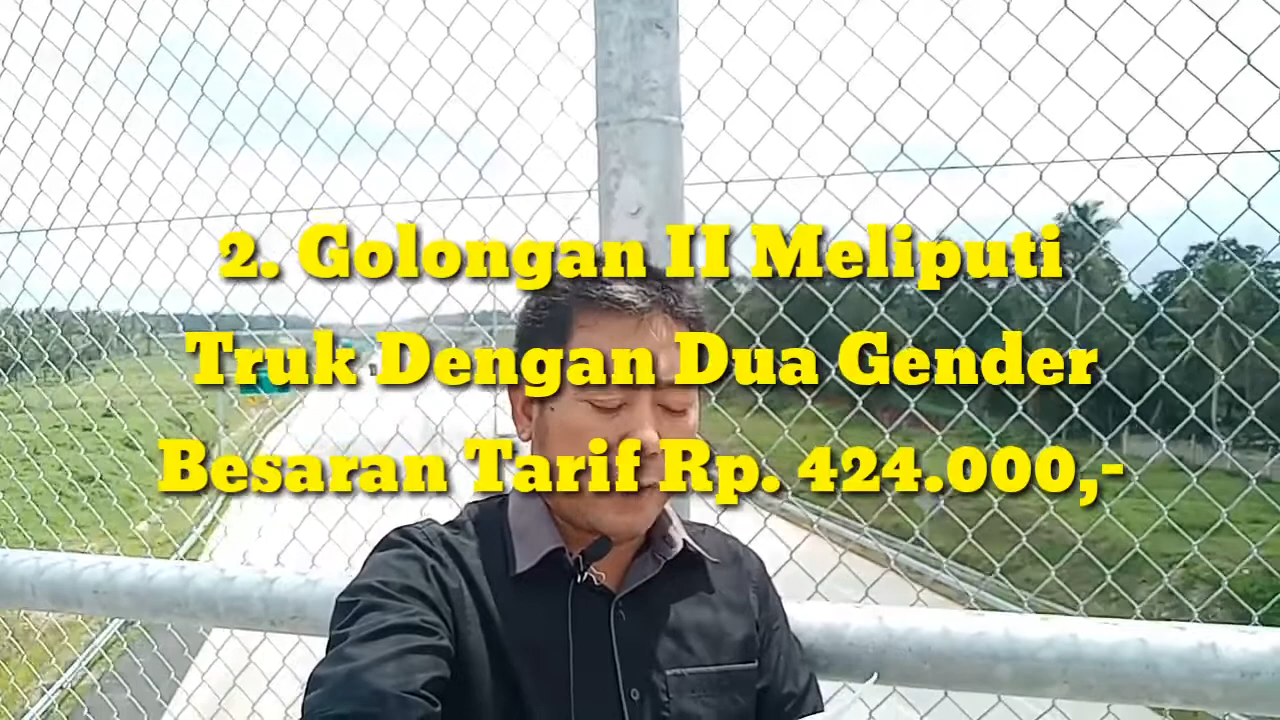 2. Golongan II Meliputi
Truk Dengan Dua Gender
Besaran Tarif Rp. 424.000,-